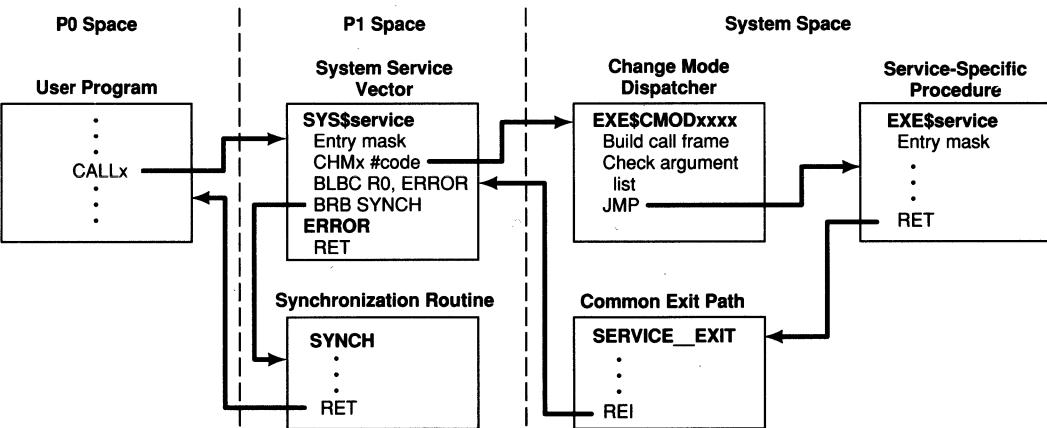 P0 Space
P1 Space
System Space
User Program
CALLx
System Service
Vector
SYS$service
Entry mask
CHMx #code
BLBC R0, ERROR
BRB SYNCH
ERROR
RET
Change Mode
Dispatcher
EXE$CMODxxxx
Build call frame
Check argument
list
JMP
Service-Specific
Procedure
EXE$service
Entry mask
RET
Synchronization Routine
SYNCH
RET
Common Exit Path
SERVICE__EXIT
REI